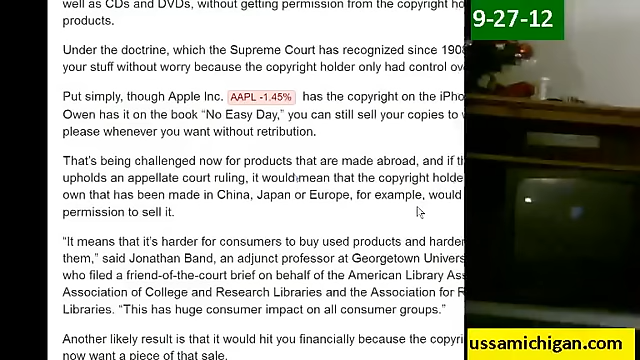 well as CDs and DVDs, without getting permission from the copyright ho
products.
Under the doctrine, which the Supreme Court has recognized since 1908
your stuff without worry because the copyright holder only had control ov
Put simply, though Apple Inc. AAPL -1.45% has the copyright on the iPho
Owen has it on the book “No Easy Day,” you can still sell your copies to
please whenever you want without retribution.
That’s being challenged now for products that are made abroad, and if th
upholds an appellate court ruling, it would mean that the copyright holde
own that has been made in China, Japan or Europe, for example, would
permission to sell it.
“It means that it’s harder for consumers to buy used products and harder
them,” said Jonathan Band, an adjunct professor at Georgetown Univers
who filed a friend-of-the-court brief on behalf of the American Library Ass
Association of College and Research Libraries and the Association for R
Libraries. “This has huge consumer impact on all consumer groups.”
Another likely result is that it would hit you financially because the copyri
now want a piece of that sale.
9-27-12
ussamichigan.com